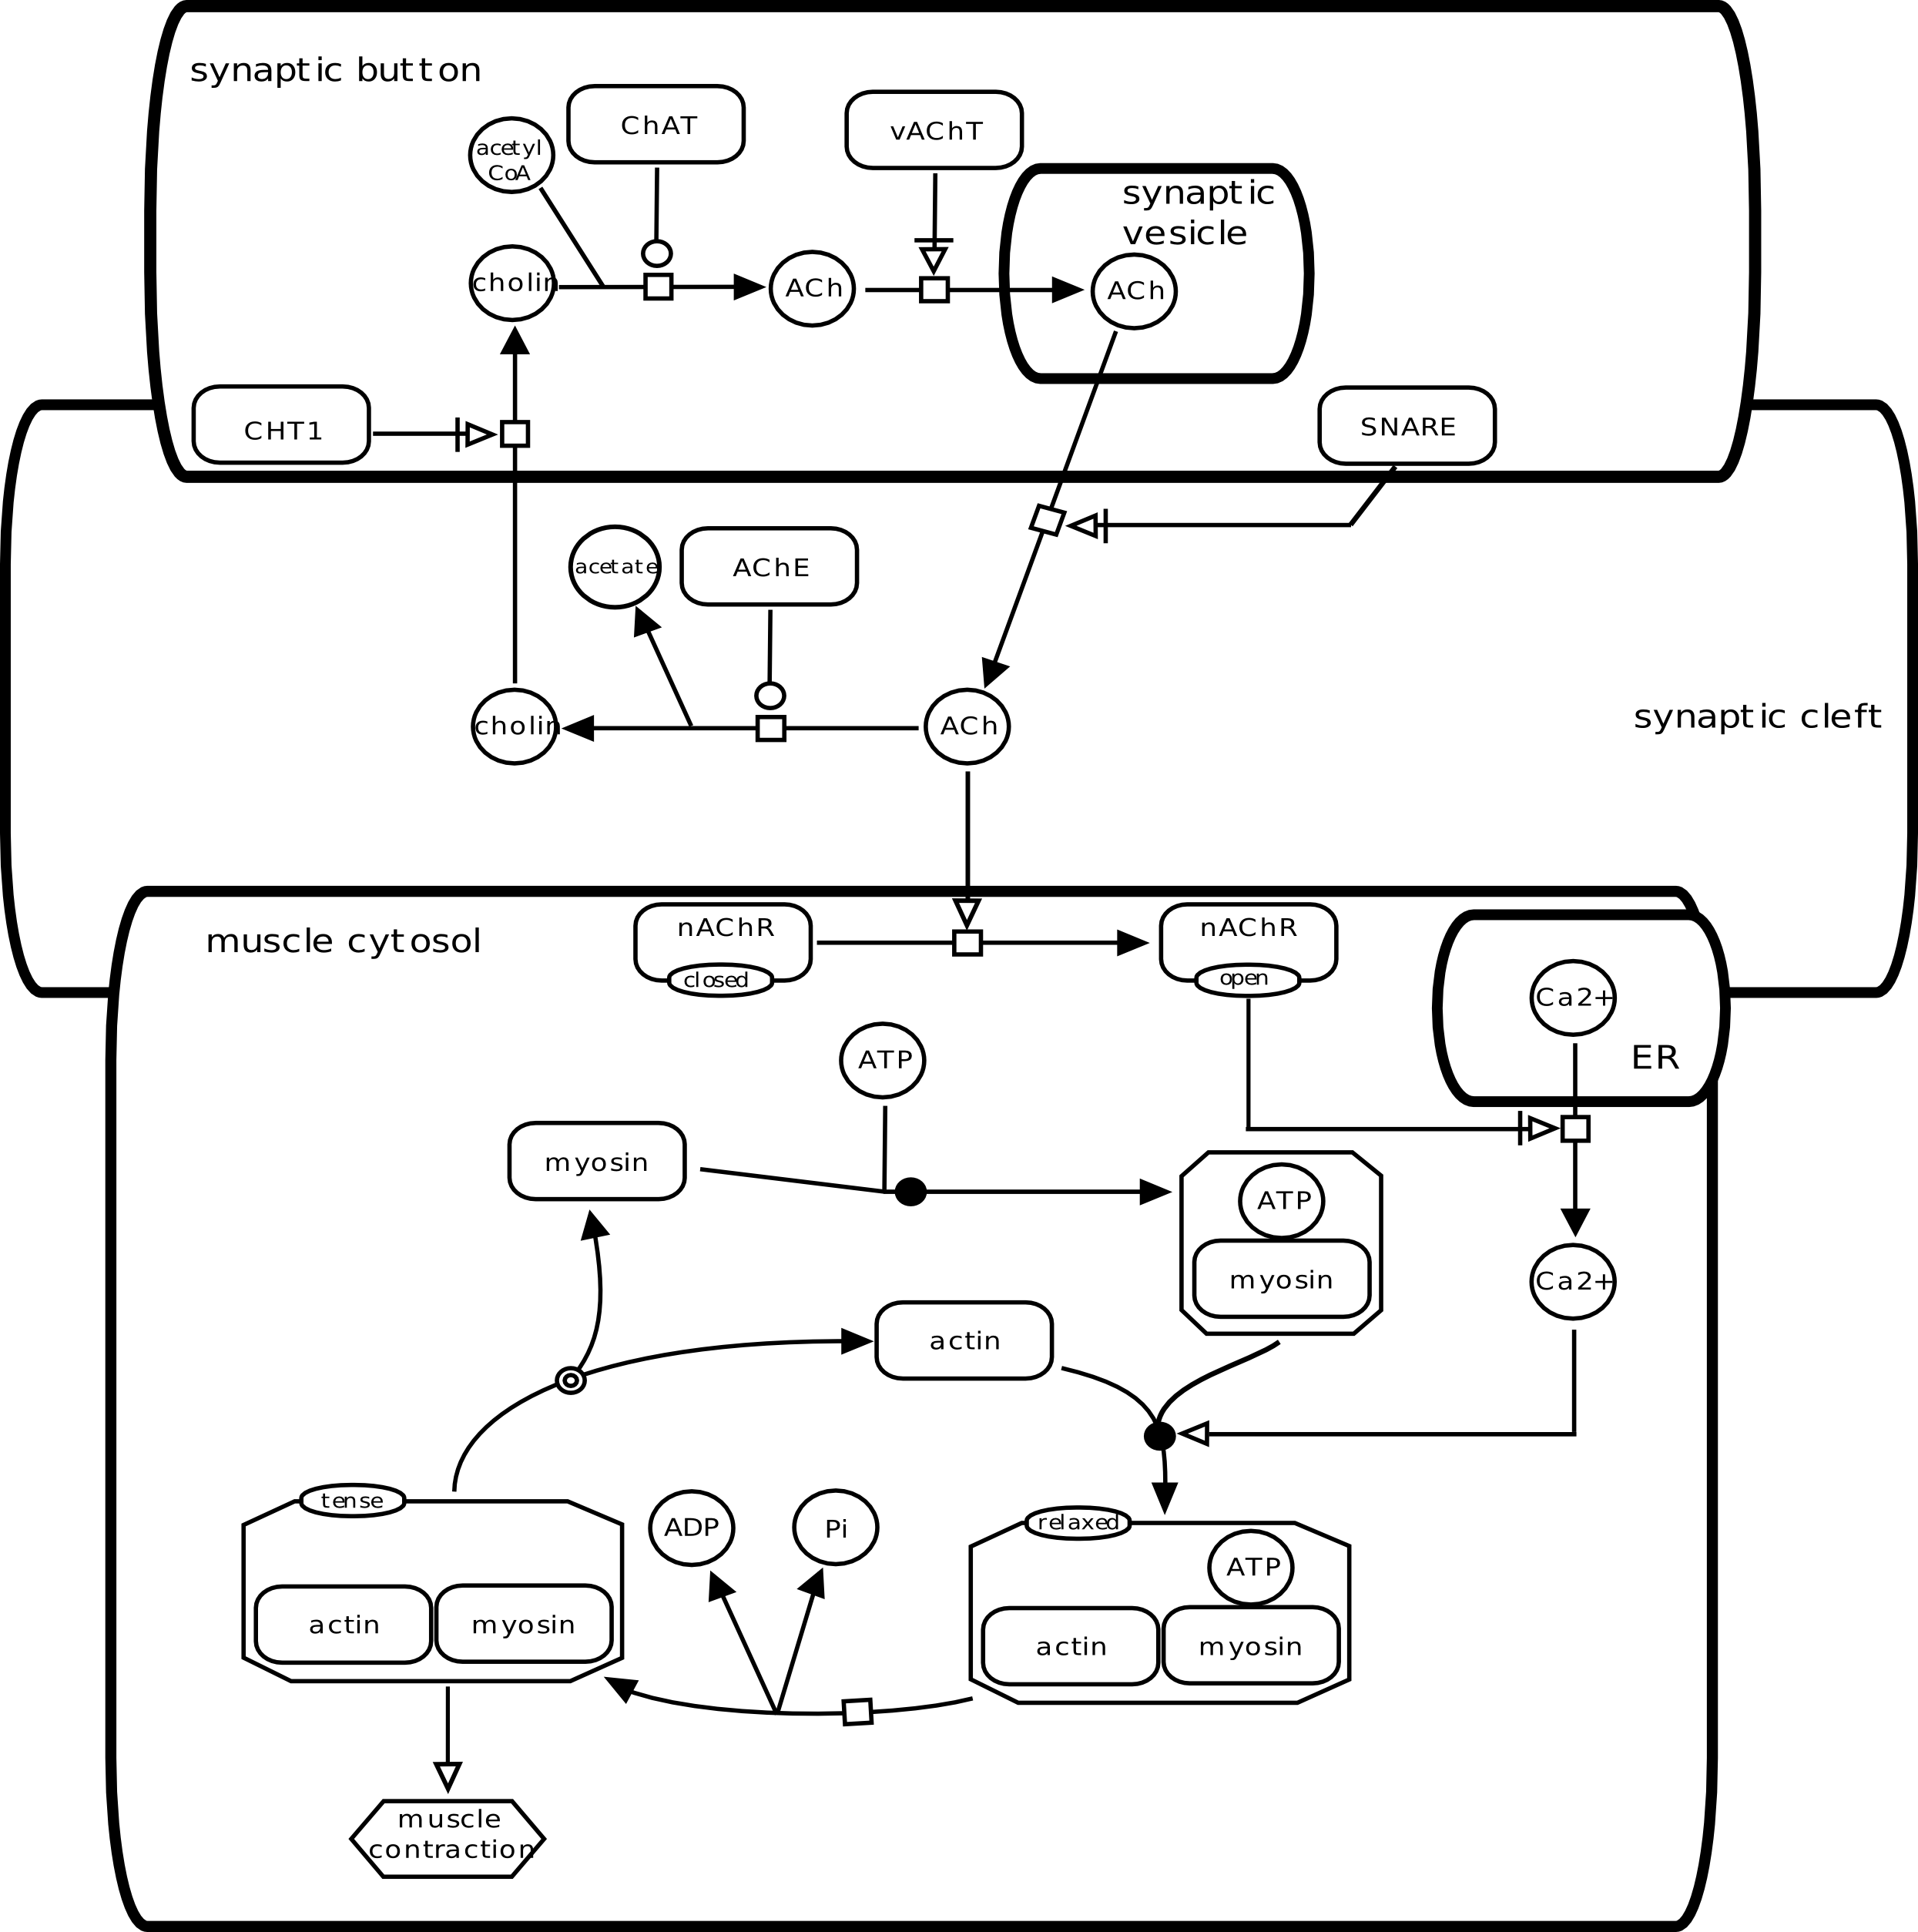 synaptic button
ChAT
vAChT
acetyl
CoA
synaptic
vesicle
cholin
ACh
ACh
CHT1
SNARE
acetate
AChE
synaptic cleft
cholin
ACh
muscle cytosol
nAChR
closed
nAChR
open
Ca2+
ER
ATP
myosin
ATP
myosin
Ca2+
actin
tense
ADP
Pi
relaxed
ATP
actin
myosin
actin
myosin
muscle
contraction